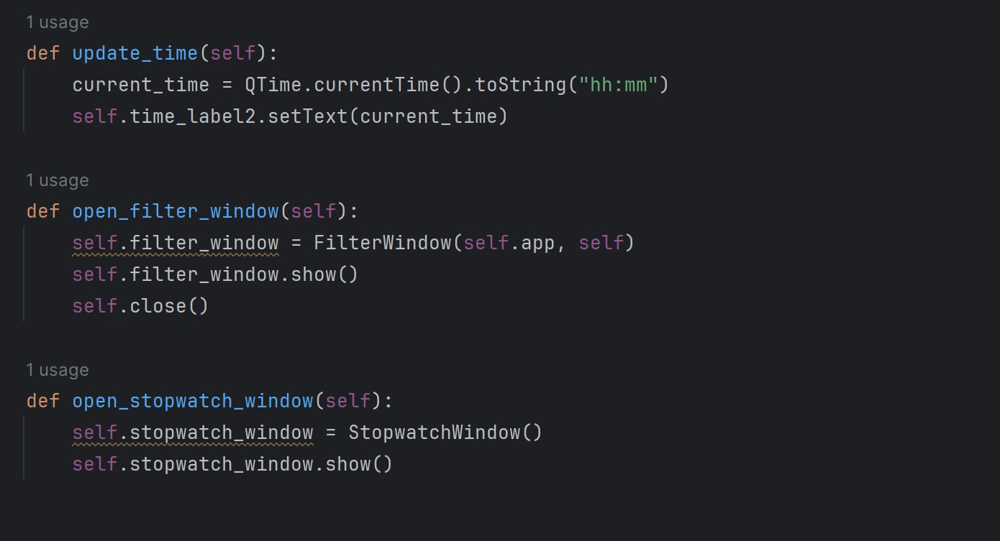 1 usage
def update_time(self):
    current_time = QTime.currentTime().toString("hh:mm")
    self.time_label2.setText(current_time)
1 usage
def open_filter_window(self):
    self.filter_window = FilterWindow(self.app, self)
    self.filter_window.show()
    self.close()
1 usage
def open_stopwatch_window(self):
    self.stopwatch_window = StopwatchWindow()
    self.stopwatch_window.show()